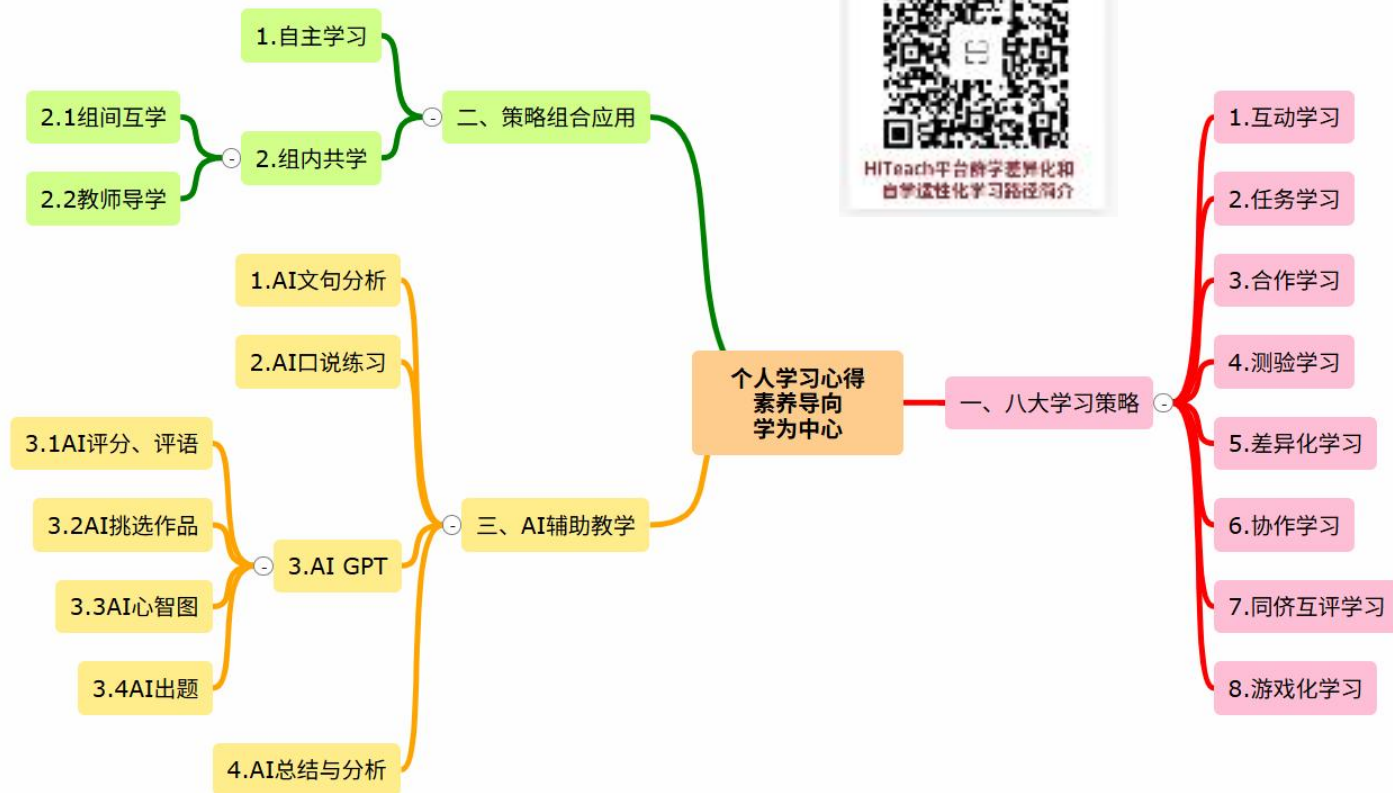 个人学习心得
素养导向
学为中心
一、八大学习策略
1.互动学习
2.任务学习
3.合作学习
4.测验学习
5.差异化学习
6.协作学习
7.同侪互评学习
8.游戏化学习
二、策略组合应用
1.自主学习
2.组内共学
2.1组间互学
2.2教师导学
三、AI辅助教学
1.AI文句分析
2.AI口说练习
3.AI GPT
3.1AI评分、评语
3.2AI挑选作品
3.3AI心智图
3.4AI出题
4.AI总结与分析
HiTeach平台 学差异化和
自学适性化学习路径简介